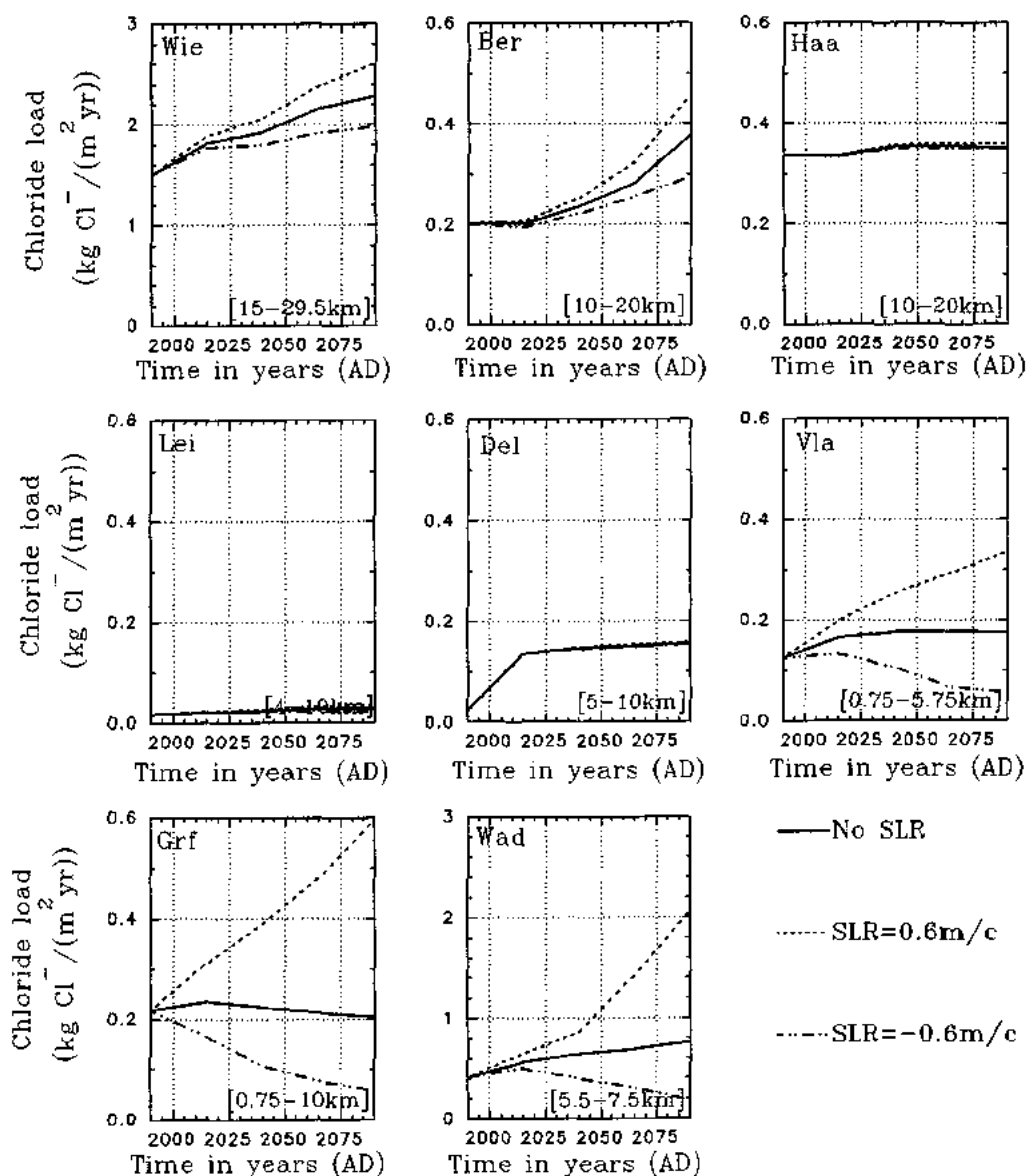 Wie
Chloride load
(kg Cl⁻/(m² yr))
3
2
1
0
[15-29.5km]
2000 2025 2050 2075
Time in years (AD)
Ber
0.6
0.4
0.2
0.0
[10-20km]
2000 2025 2050 2075
Time in years (AD)
Haa
0.6
0.4
0.2
0.0
[10-20km]
2000 2025 2050 2075
Time in years (AD)
Lei
Chloride load
(kg Cl⁻/(m² yr))
0.6
0.4
0.2
0.0
2000 2025 2050 2075
Time in years (AD)
Del
0.6
0.4
0.2
0.0
[5-10km]
2000 2025 2050 2075
Time in years (AD)
Vla
0.6
0.4
0.2
0.0
[0.75-5.75km]
2000 2025 2050 2075
Time in years (AD)
Grf
Chloride load
(kg Cl⁻/(m² yr))
0.6
0.4
0.2
0.0
[0.75-10km]
2000 2025 2050 2075
Time in years (AD)
Wad
3
2
1
0
[5.5-7.5km]
2000 2025 2050 2075
Time in years (AD)
No SLR
SLR=0.6m/c
SLR=-0.6m/c